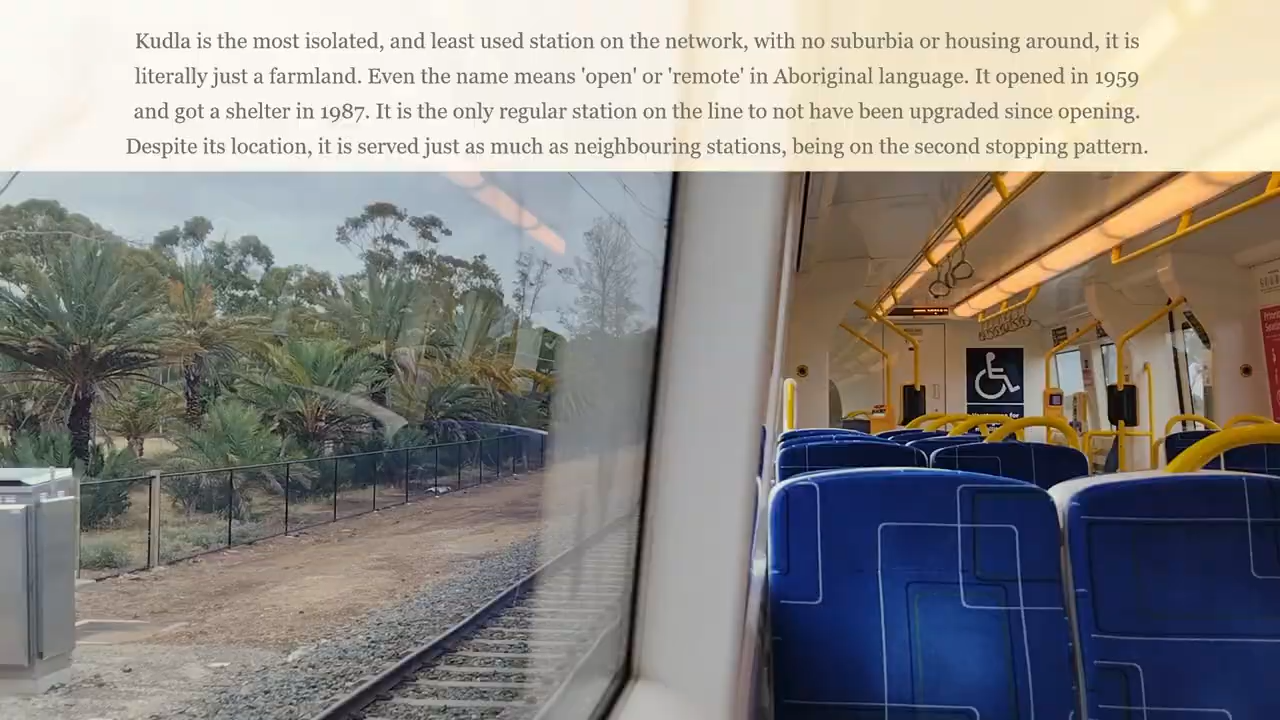 Kudla is the most isolated, and least used station on the network, with no suburbia or housing around, it is
literally just a farmland. Even the name means 'open' or 'remote' in Aboriginal language. It opened in 1959
and got a shelter in 1987. It is the only regular station on the line to not have been upgraded since opening.
Despite its location, it is served just as much as neighbouring stations, being on the second stopping pattern.